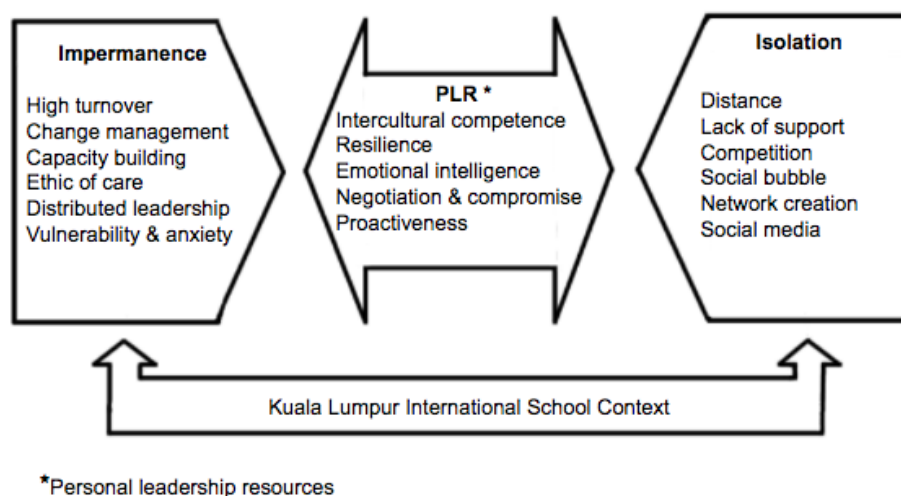 Impermanence
High turnover
Change management
Capacity building
Ethic of care
Distributed leadership
Vulnerability & anxiety
PLR *
Intercultural competence
Resilience
Emotional intelligence
Negotiation & compromise
Proactiveness
Isolation
Distance
Lack of support
Competition
Social bubble
Network creation
Social media
Kuala Lumpur International School Context
*Personal leadership resources